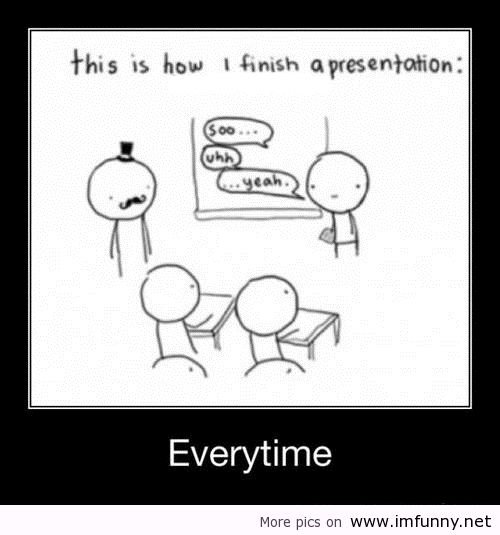 this is how I finish a presentation:
soo...
uhh
...yeah.
Everytime
More pics on www.imfunny.net